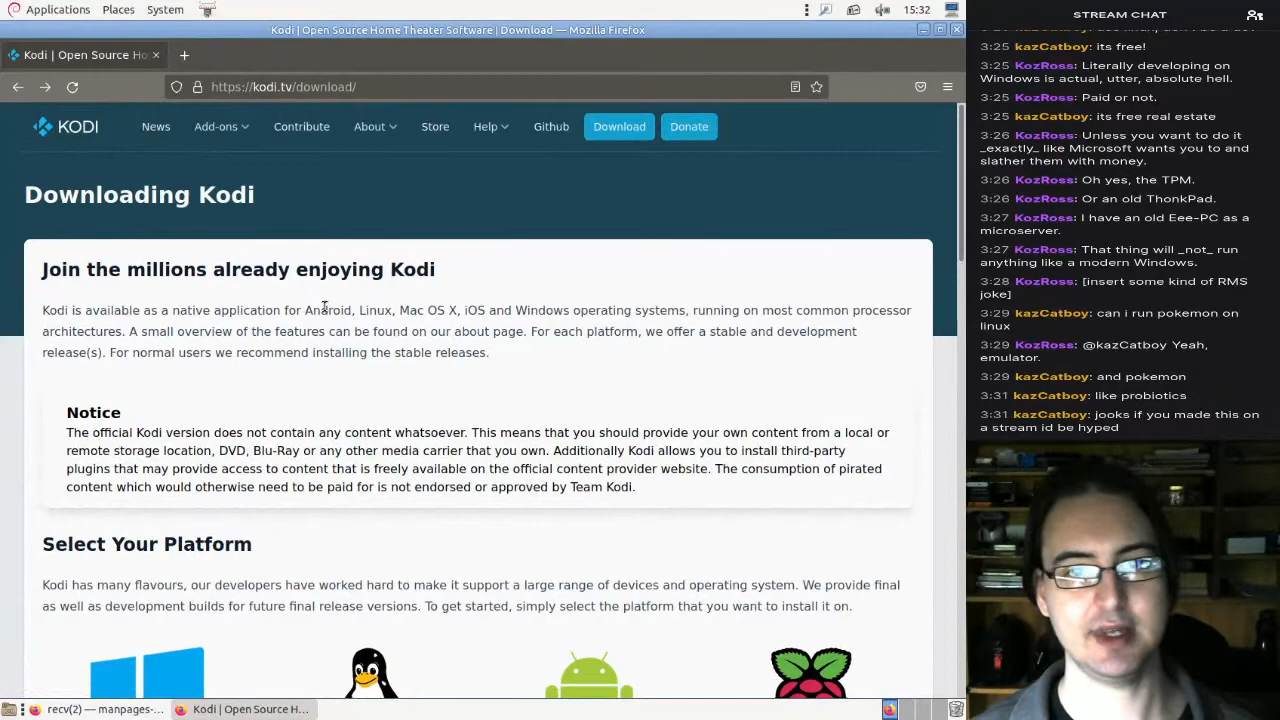 Applications Places System 15:32
Kodi | Open Source Home Theater Software | Download — Mozilla Firefox
Kodi | Open Source Ho
https://kodi.tv/download/
KODI News Add-ons Contribute About Store Help Github Download Donate
Downloading Kodi
Join the millions already enjoying Kodi
Kodi is available as a native application for Android, Linux, Mac OS X, iOS and Windows operating systems, running on most common processor
architectures. A small overview of the features can be found on our about page. For each platform, we offer a stable and development
release(s). For normal users we recommend installing the stable releases.
Notice
The official Kodi version does not contain any content whatsoever. This means that you should provide your own content from a local or
remote storage location, DVD, Blu-Ray or any other media carrier that you own. Additionally Kodi allows you to install third-party
plugins that may provide access to content that is freely available on the official content provider website. The consumption of pirated
content which would otherwise need to be paid for is not endorsed or approved by Team Kodi.
Select Your Platform
Kodi has many flavours, our developers have worked hard to make it support a large range of devices and operating system. We provide final
as well as development builds for future final release versions. To get started, simply select the platform that you want to install it on.
recv(2) — manpages-...
Kodi | Open Source H...
STREAM CHAT
3:25 kazCatboy: its free!
3:25 KozRoss: Literally developing on
Windows is actual, utter, absolute hell.
3:25 KozRoss: Paid or not.
3:25 kazCatboy: its free real estate
3:26 KozRoss: Unless you want to do it
_exactly_ like Microsoft wants you to and
slather them with money.
3:26 KozRoss: Oh yes, the TPM.
3:26 KozRoss: Or an old ThonkPad.
3:27 KozRoss: I have an old Eee-PC as a
microserver.
3:27 KozRoss: That thing will _not_ run
anything like a modern Windows.
3:28 KozRoss: [insert some kind of RMS
joke]
3:29 kazCatboy: can i run pokemon on
linux
3:29 KozRoss: @kazCatboy Yeah,
emulator.
3:29 kazCatboy: and pokemon
3:31 kazCatboy: like probiotics
3:31 kazCatboy: jooks if you made this on
a stream id be hyped